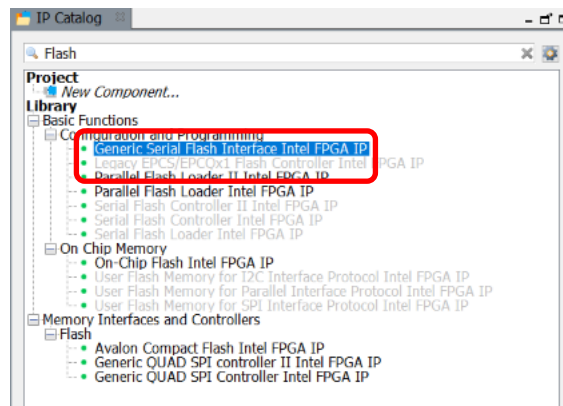 IP Catalog
Flash
Project
New Component...
Library
Basic Functions
Configuration and Programming
Generic Serial Flash Interface Intel FPGA IP
Legacy EPCS/EPCQx1 Flash Controller Intel FPGA IP
Parallel Flash Loader II Intel FPGA IP
Parallel Flash Loader Intel FPGA IP
Serial Flash Controller II Intel FPGA IP
Serial Flash Controller Intel FPGA IP
Serial Flash Loader Intel FPGA IP
On Chip Memory
On-Chip Flash Intel FPGA IP
User Flash Memory for I2C Interface Protocol Intel FPGA IP
User Flash Memory for Parallel Interface Protocol Intel FPGA IP
User Flash Memory for SPI Interface Protocol Intel FPGA IP
Memory Interfaces and Controllers
Flash
Avalon Compact Flash Intel FPGA IP
Generic QUAD SPI controller II Intel FPGA IP
Generic QUAD SPI Controller Intel FPGA IP